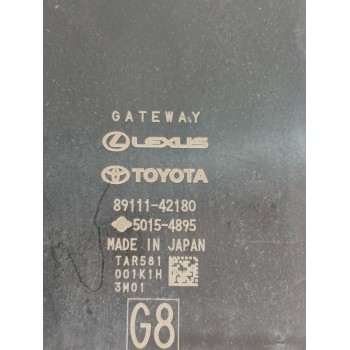 GATEWAY
LEXUS
TOYOTA
89111-42180
5015-4895
MADE IN JAPAN
TAR581
001K1H
3M01
G8